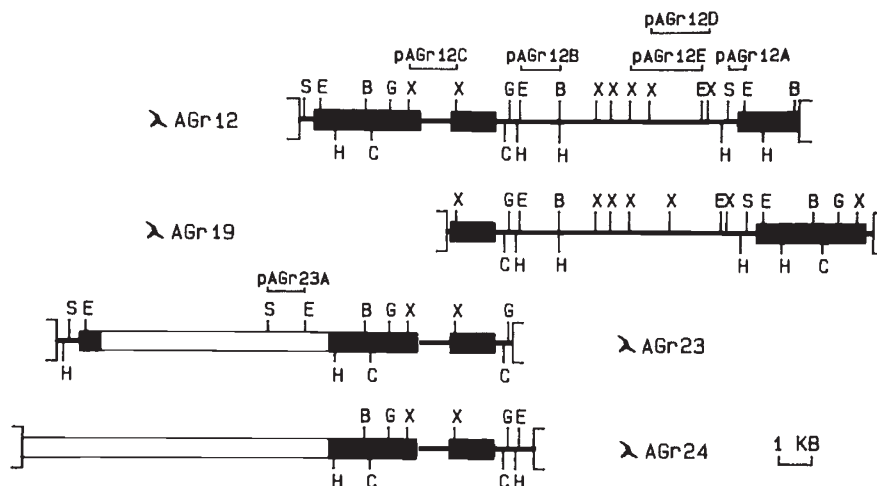 pAGr12D
pAGr12C pAGr12B pAGr12E pAGr12A
S E B G X X G E B X X X X E X S E B
λ AGr12
H C C H H H H
X G E B X X X X E X S E B G X
λ AGr19
C H H H H C
pAGr23A
S E S E B G X X G
λ AGr23
H H C C
B G X X G E
λ AGr24
1 KB
H C C H